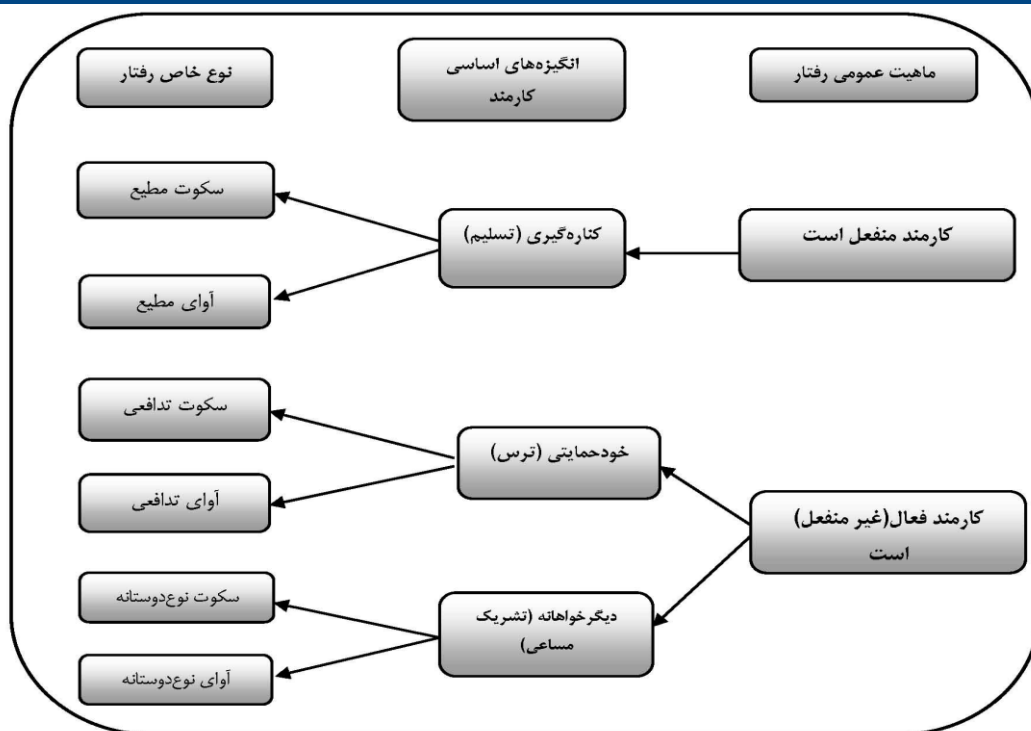 ماهیت عمومی رفتار
انگیزه‌های اساسی
کارمند
نوع خاص رفتار
کارمند منفعل است
کناره‌گیری (تسلیم)
سکوت مطیع
آوای مطیع
کارمند فعال(غیر منفعل)
است
خودحمایتی (ترس)
سکوت تدافعی
آوای تدافعی
دیگرخواهانه (تشریک
مساعی)
سکوت نوع‌دوستانه
آوای نوع‌دوستانه